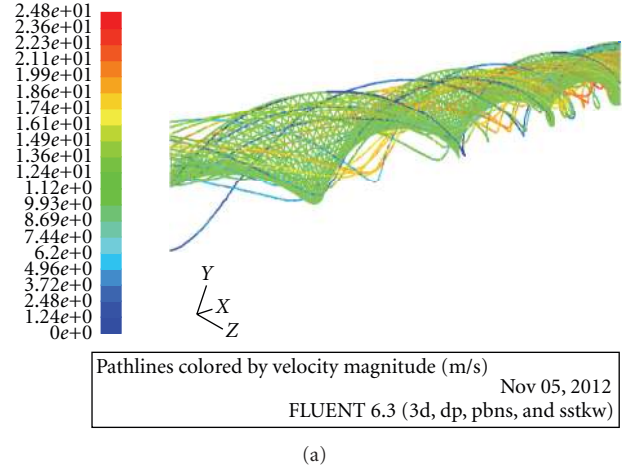 2.48e+01
2.36e+01
2.23e+01
2.11e+01
1.99e+01
1.86e+01
1.74e+01
1.61e+01
1.49e+01
1.36e+01
1.24e+01
1.12e+0
9.93e+0
8.69e+0
7.44e+0
6.2e+0
4.96e+0
3.72e+0
2.48e+0
1.24e+0
0e+0
Y
X
Z
Pathlines colored by velocity magnitude (m/s)
Nov 05, 2012
FLUENT 6.3 (3d, dp, pbns, and sstkw)
(a)